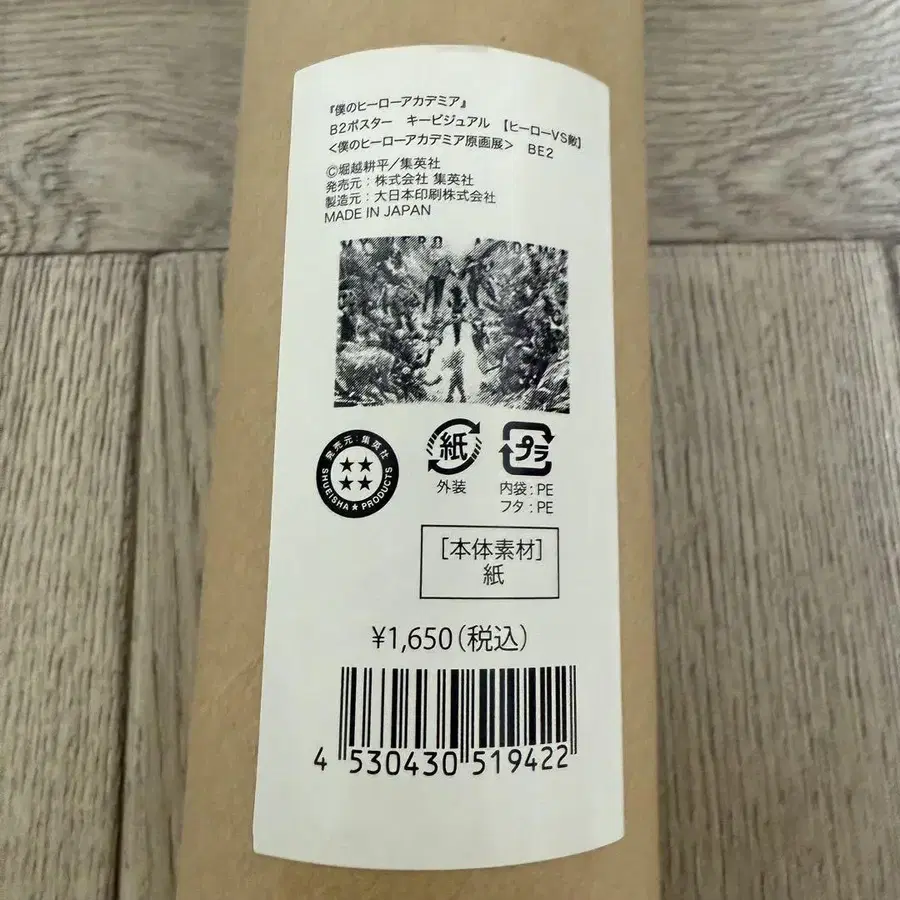 『僕のヒーローアカデミア』
B2ポスター　キービジュアル　【ヒーローVS敵】
＜僕のヒーローアカデミア原画展＞　BE2
©堀越耕平／集英社
発売元：株式会社 集英社
製造元：大日本印刷株式会社
MADE IN JAPAN
発売元：集英社
SHUEISHA★PRODUCTS
紙
外装
プラ
内袋：PE
フタ：PE
［本体素材］
紙
¥1,650（税込）
4 530430 519422